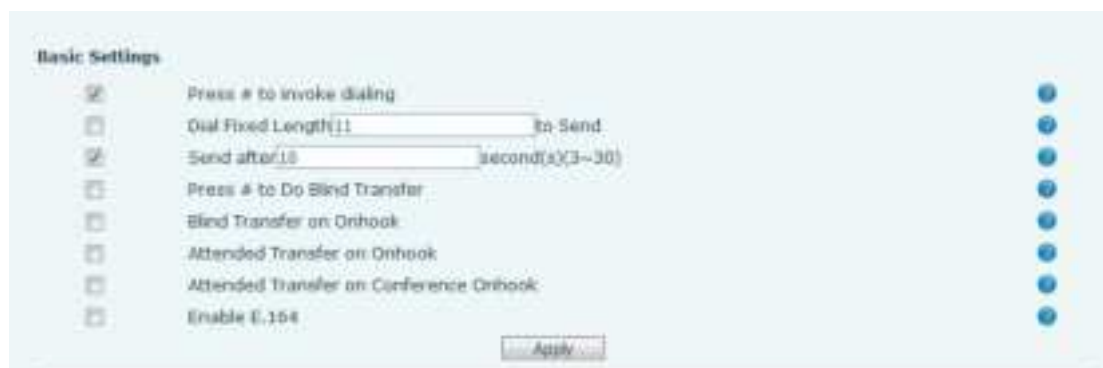 Basic Settings
Press # to invoke dialing
Dial Fixed Length 11 to Send
Send after 10 second(s)(3~30)
Press # to Do Blind Transfer
Blind Transfer on Onhook
Attended Transfer on Onhook
Attended Transfer on Conference Onhook
Enable E.164
Apply